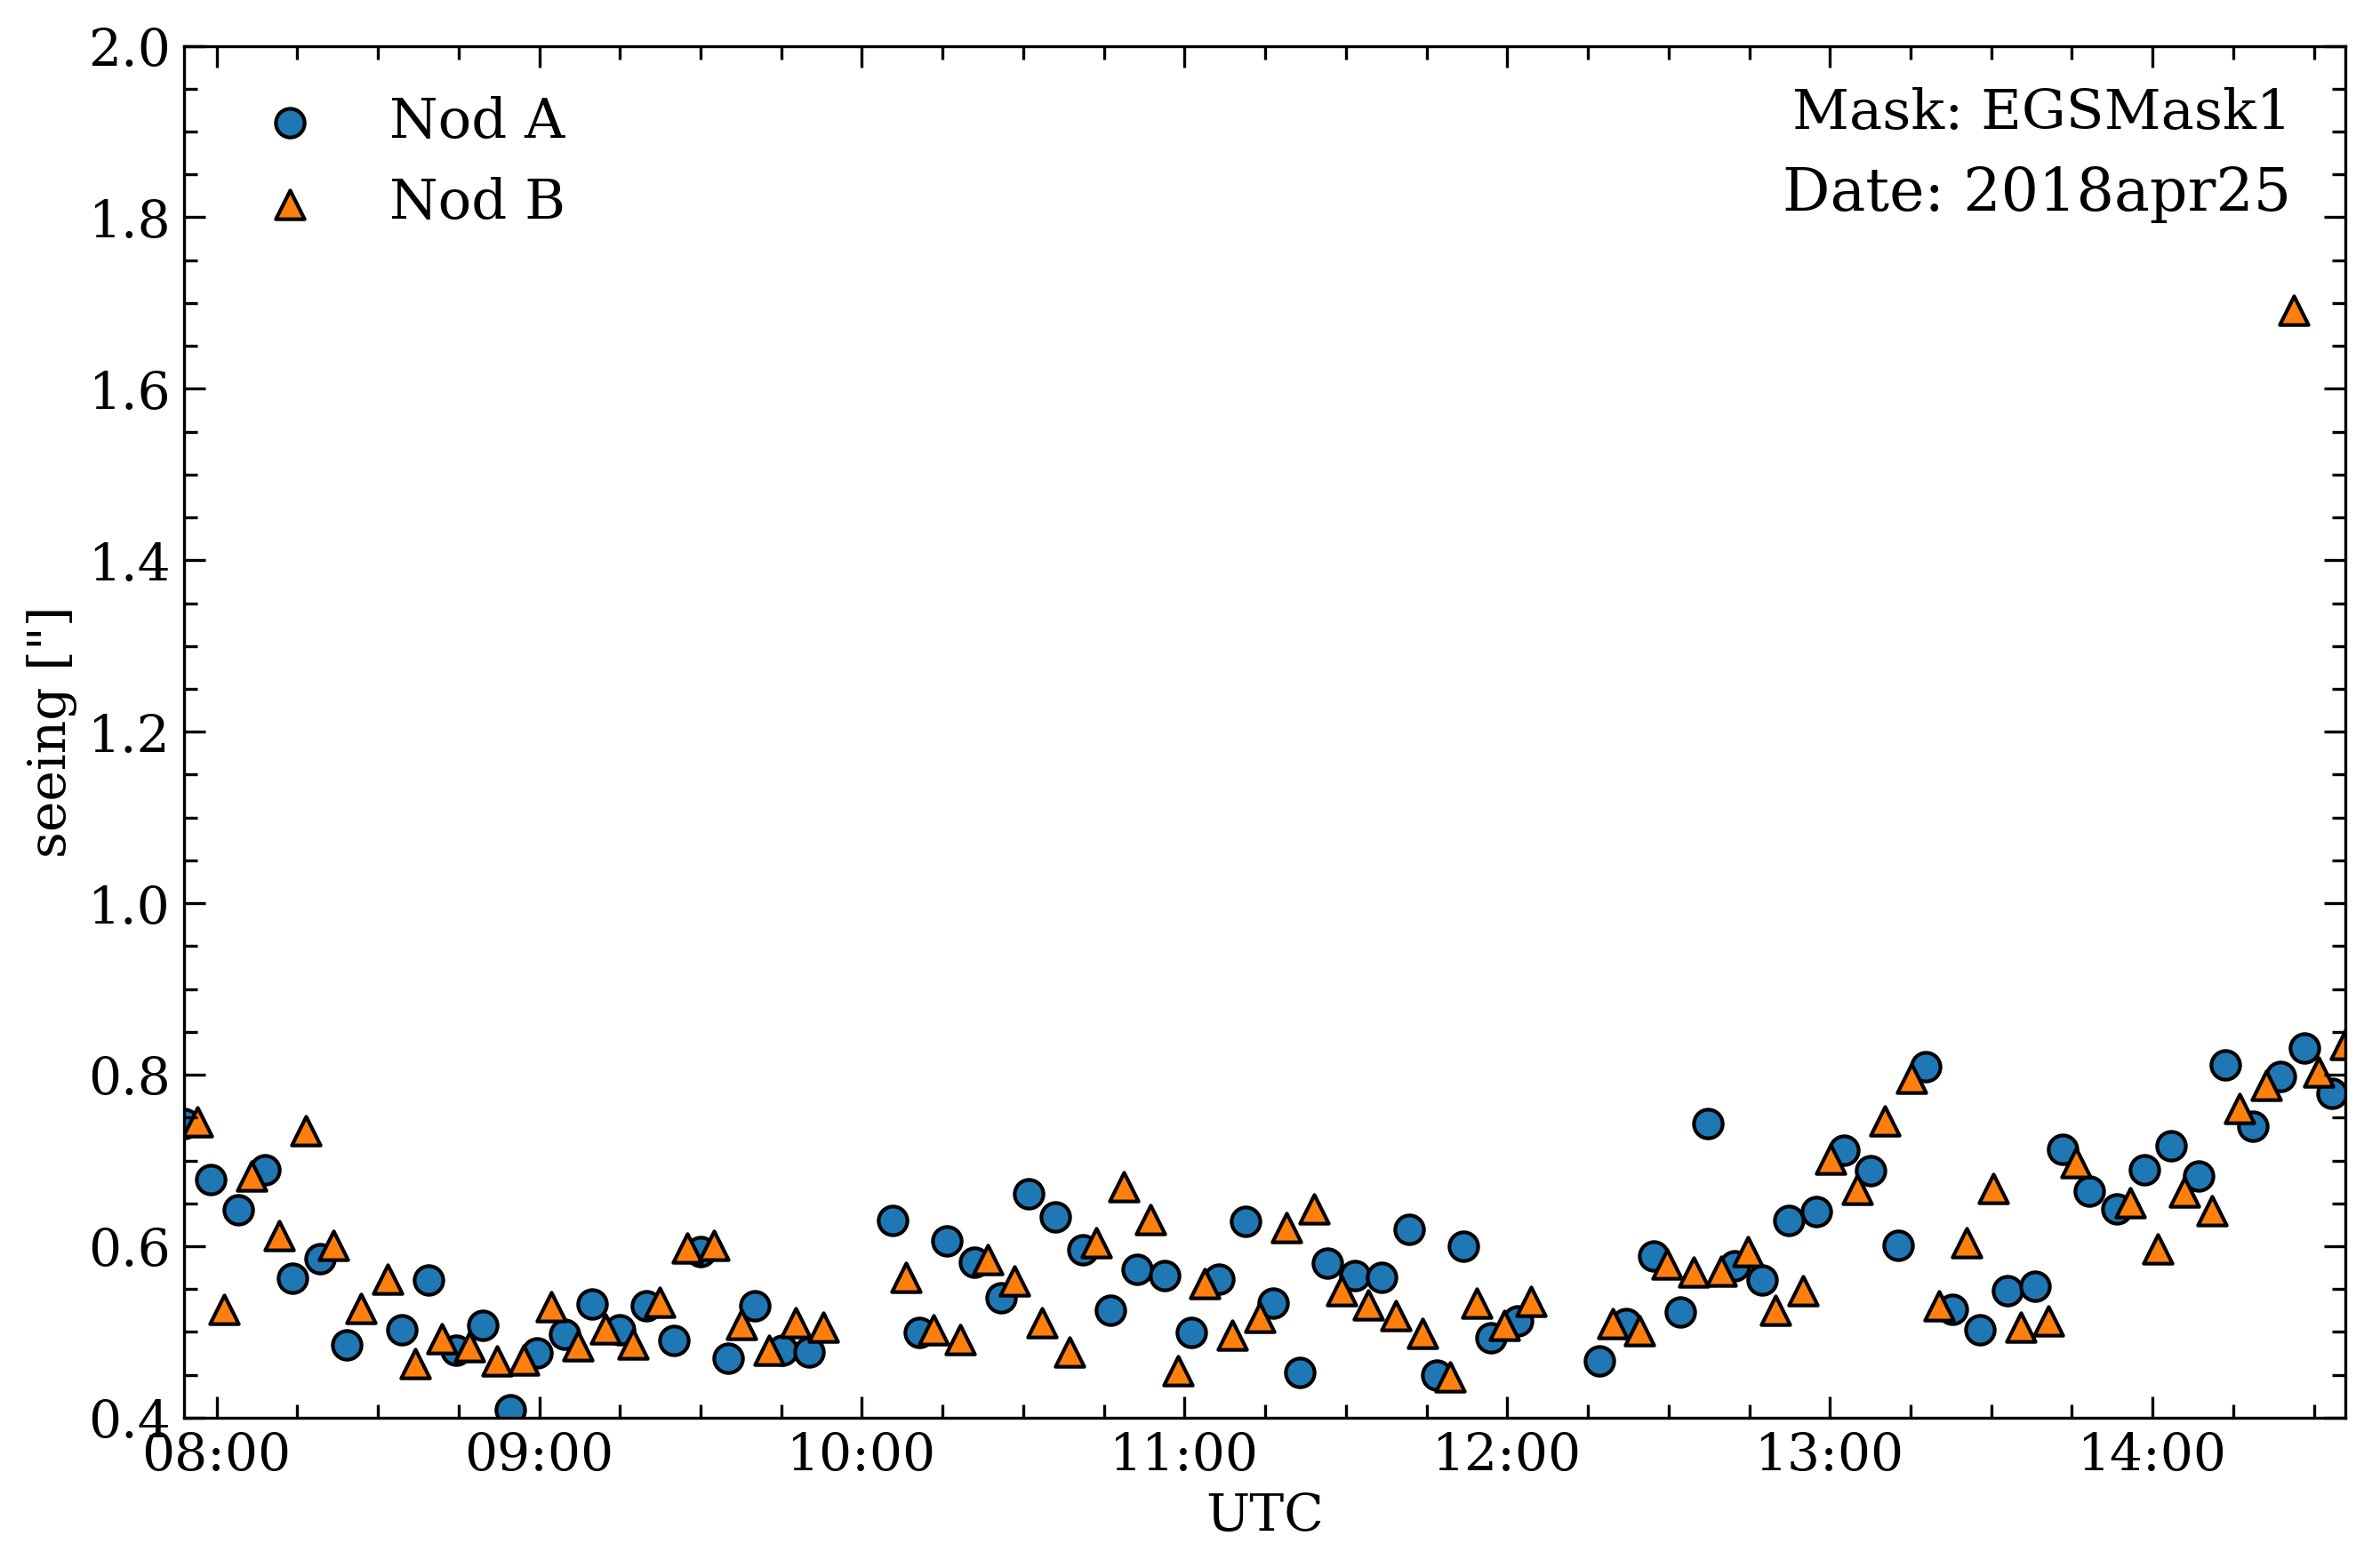 Nod A
Nod B
Mask: EGSMask1
Date: 2018apr25
2.0
1.8
1.6
1.4
1.2
1.0
0.8
0.6
0.4
seeing ["]
08:00 09:00 10:00 11:00 12:00 13:00 14:00
UTC